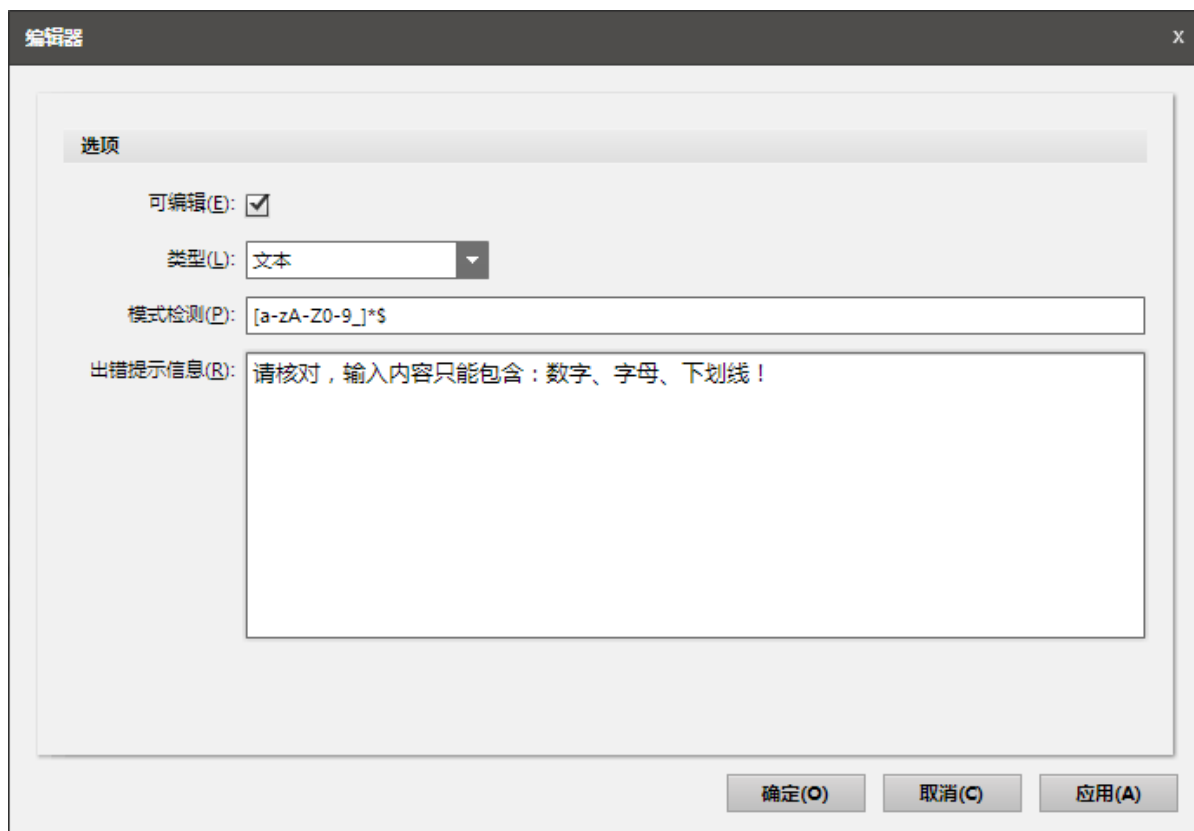 编辑器 x
选项
可编辑(E):
类型(L): 文本
模式检测(P): [a-zA-Z0-9_]*$
出错提示信息(R): 请核对，输入内容只能包含：数字、字母、下划线！
确定(O) 取消(C) 应用(A)